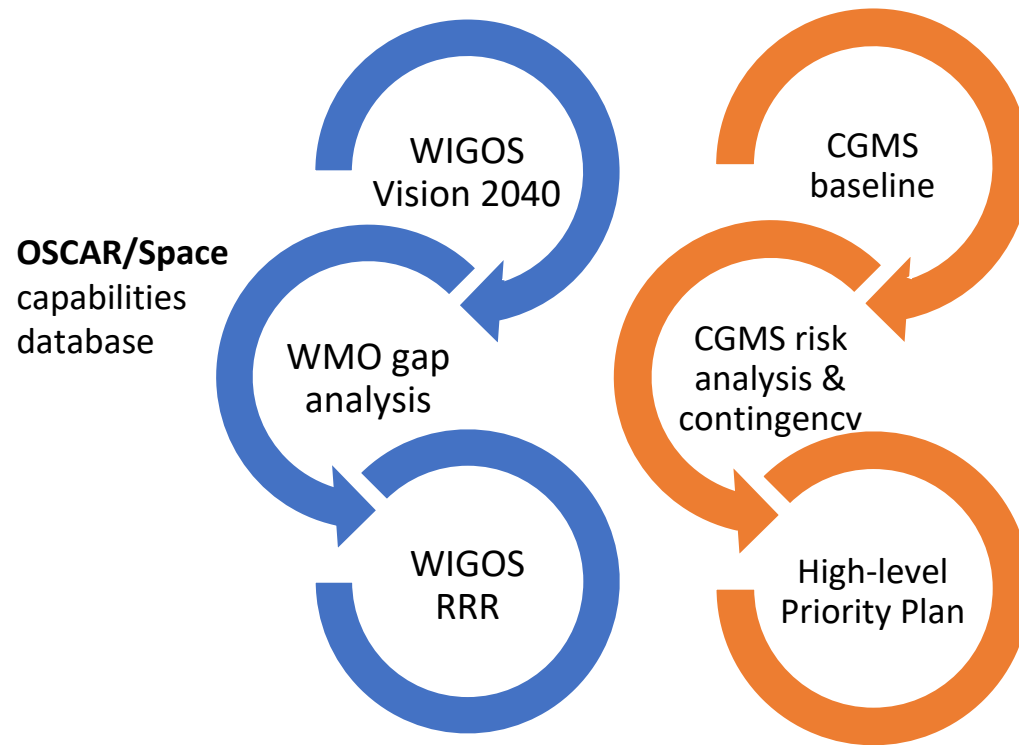 WIGOS
Vision 2040
OSCAR/Space
capabilities
database
WMO gap
analysis
WIGOS
RRR
CGMS
baseline
CGMS risk
analysis &
contingency
High-level
Priority Plan